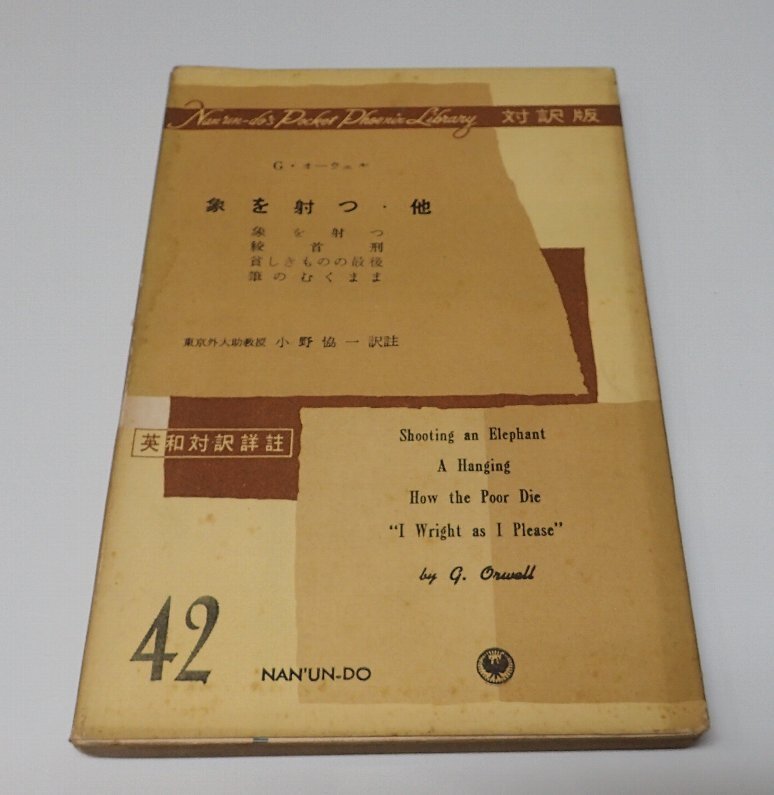 Nan'un-do's Pocket Phoenix Library 対訳版
G・オーウェル
象を射つ・他
象を射つ
絞首刑
貧しきものの最後
筆のむくまま
東京外大助教授 小野協一 訳註
英和対訳詳註
Shooting an Elephant
A Hanging
How the Poor Die
“I Wright as I Please”
by G. Orwell
42
NAN'UN-DO